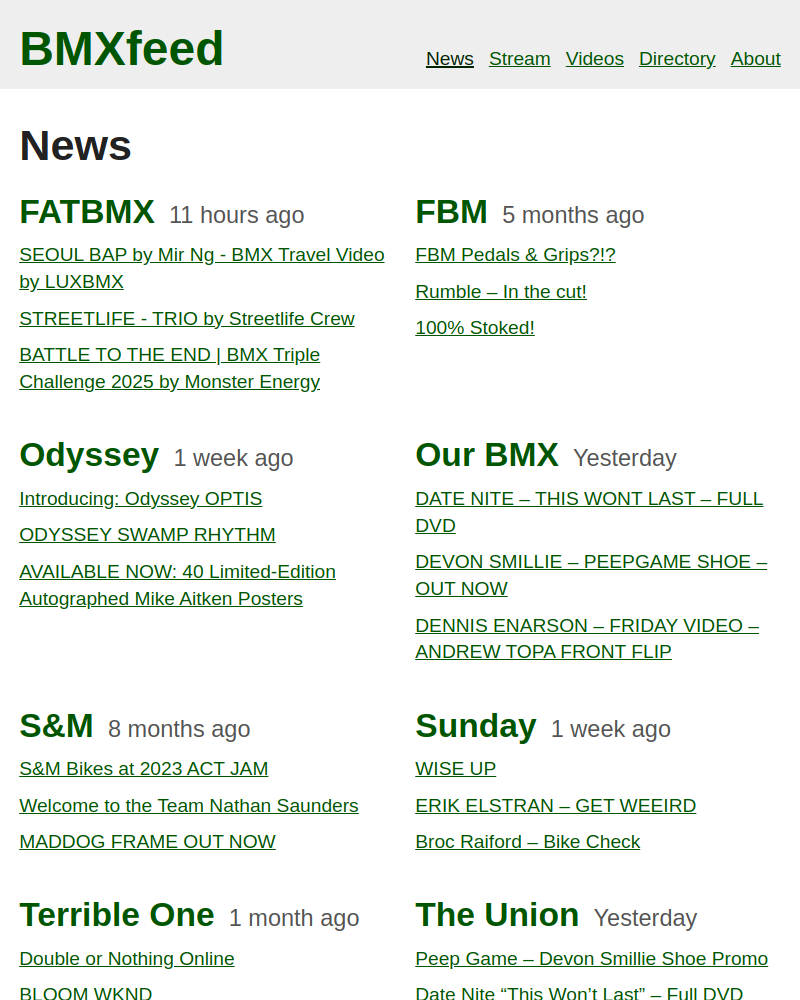 BMXfeed
News Stream Videos Directory About
News
FATBMX 11 hours ago
SEOUL BAP by Mir Ng - BMX Travel Video
by LUXBMX
STREETLIFE - TRIO by Streetlife Crew
BATTLE TO THE END | BMX Triple
Challenge 2025 by Monster Energy
FBM 5 months ago
FBM Pedals & Grips?!?
Rumble – In the cut!
100% Stoked!
Odyssey 1 week ago
Introducing: Odyssey OPTIS
ODYSSEY SWAMP RHYTHM
AVAILABLE NOW: 40 Limited-Edition
Autographed Mike Aitken Posters
Our BMX Yesterday
DATE NITE – THIS WONT LAST – FULL
DVD
DEVON SMILLIE – PEEPGAME SHOE –
OUT NOW
DENNIS ENARSON – FRIDAY VIDEO –
ANDREW TOPA FRONT FLIP
S&M 8 months ago
S&M Bikes at 2023 ACT JAM
Welcome to the Team Nathan Saunders
MADDOG FRAME OUT NOW
Sunday 1 week ago
WISE UP
ERIK ELSTRAN – GET WEEIRD
Broc Raiford – Bike Check
Terrible One 1 month ago
Double or Nothing Online
BLOOM WKND
The Union Yesterday
Peep Game – Devon Smillie Shoe Promo
Date Nite “This Won’t Last” – Full DVD